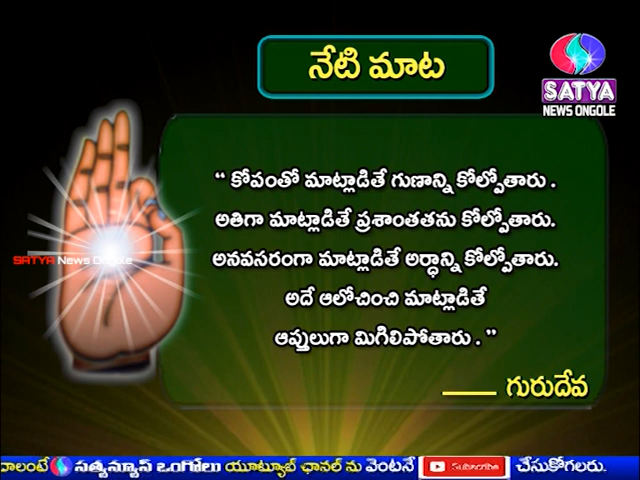 నేటి మాట
SATYA
NEWS ONGOLE
“ కోపంతో మాట్లాడితే గుణాన్ని కోల్పోతారు .
అతిగా మాట్లాడితే ప్రశాంతతను కోల్పోతారు.
SATYA News Ongole
అనవసరంగా మాట్లాడితే అర్ధాన్ని కోల్పోతారు.
అదే ఆలోచించి మాట్లాడితే
ఆప్తులుగా మిగిలిపోతారు . ”
గురుదేవ
వాలంటే సత్యన్యూస్ ఒంగోలు యూట్యూబ్ ఛానల్ ను వెంటనే Subscribe చేసుకోగలరు.